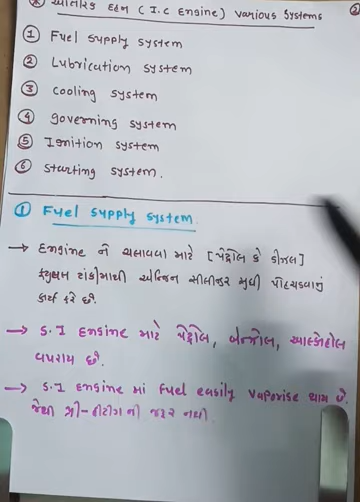 આંતરિક દહન (I.C Engine) various systems
① Fuel supply system
② Lubrication system
③ Cooling system
④ governing system
⑤ Ignition system
⑥ starting system.
① Fuel supply system
→ Engine ને ચલાવવા માટે [પેટ્રોલ કે ડીઝલ]
ફ્યુઅલ ટાંકીમાથી એન્જિન સીલીન્ડર સુધી પોહચાડવાનું
કાર્ય કરે છે.
→ S.I Engine માટે પેટ્રોલ, બેન્ઝોલ, આલ્કોહોલ
વપરાય છે.
→ S.I Engine માં Fuel easily vaporise થાય છે.
જેથી પ્રી-હીટીંગ ની જરૂર નથી.